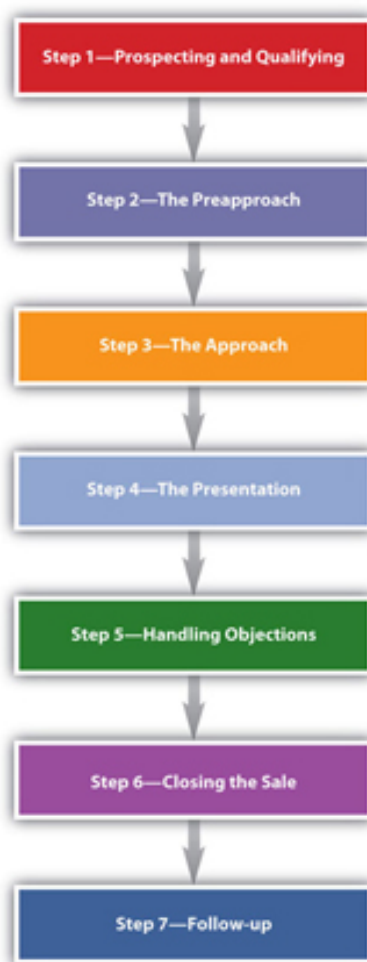 Step 1—Prospecting and Qualifying
Step 2—The Preapproach
Step 3—The Approach
Step 4—The Presentation
Step 5—Handling Objections
Step 6—Closing the Sale
Step 7—Follow-up